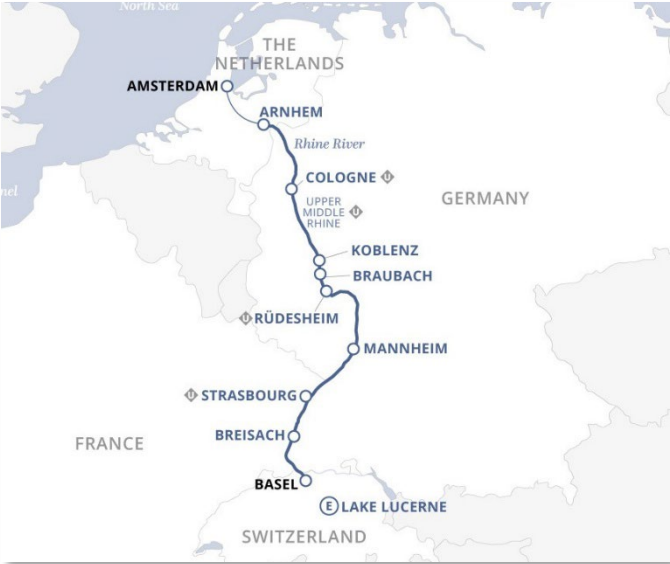 North Sea
THE
NETHERLANDS
AMSTERDAM
ARNHEM
Rhine River
COLOGNE U
UPPER
MIDDLE U
RHINE
GERMANY
KOBLENZ
BRAUBACH
U RÜDESHEIM
MANNHEIM
U STRASBOURG
BREISACH
FRANCE
BASEL
E LAKE LUCERNE
SWITZERLAND